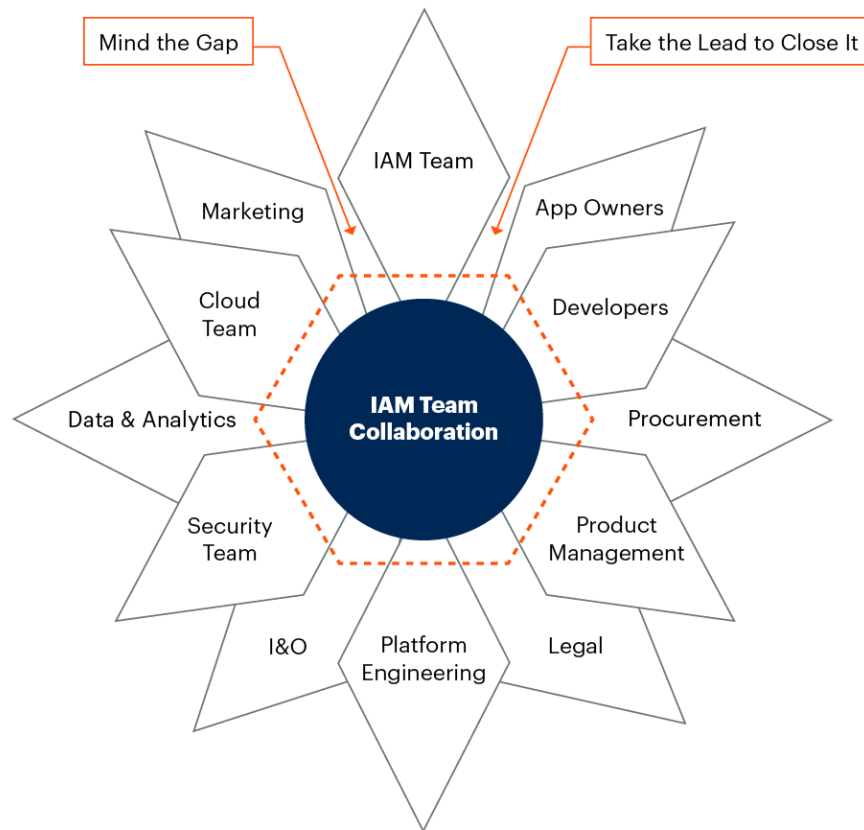 Mind the Gap
Take the Lead to Close It
IAM Team
Marketing
App Owners
Cloud
Team
Developers
Data & Analytics
IAM Team
Collaboration
Procurement
Security
Team
Product
Management
I&O
Platform
Engineering
Legal